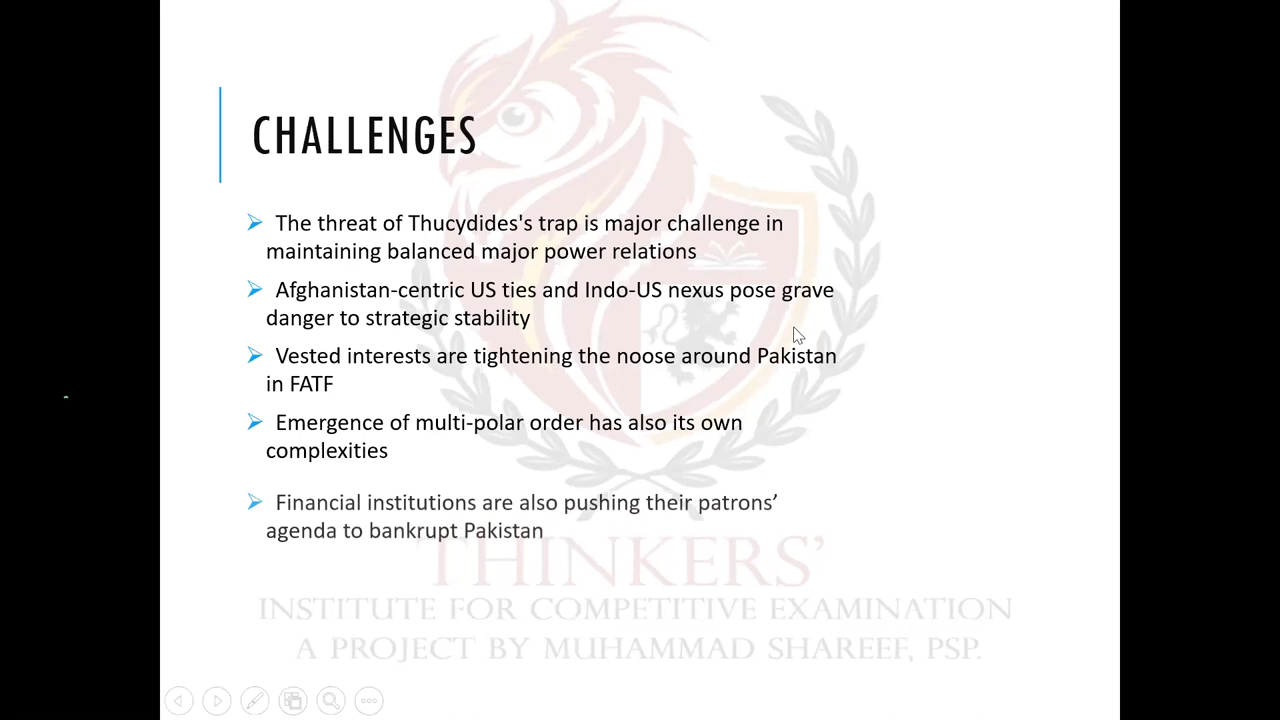 CHALLENGES
The threat of Thucydides's trap is major challenge in
maintaining balanced major power relations
Afghanistan-centric US ties and Indo-US nexus pose grave
danger to strategic stability
Vested interests are tightening the noose around Pakistan
in FATF
Emergence of multi-polar order has also its own
complexities
Financial institutions are also pushing their patrons’
agenda to bankrupt Pakistan
THINKERS’
INSTITUTE FOR COMPETITIVE EXAMINATION
A PROJECT BY MUHAMMAD SHAREEF, PSP.